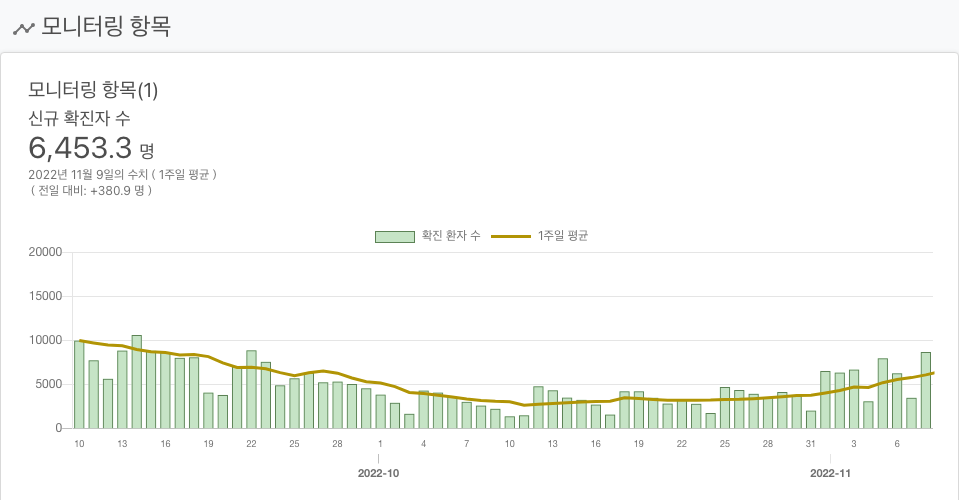 모니터링 항목
모니터링 항목(1)
신규 확진자 수
6,453.3 명
2022년 11월 9일의 수치 ( 1주일 평균 )
( 전일 대비: +380.9 명 )
확진 환자 수 1주일 평균
20000
15000
10000
5000
0
10 13 16 19 22 25 28 1 4 7 10 13 16 19 22 25 28 31 3 6
2022-10 2022-11